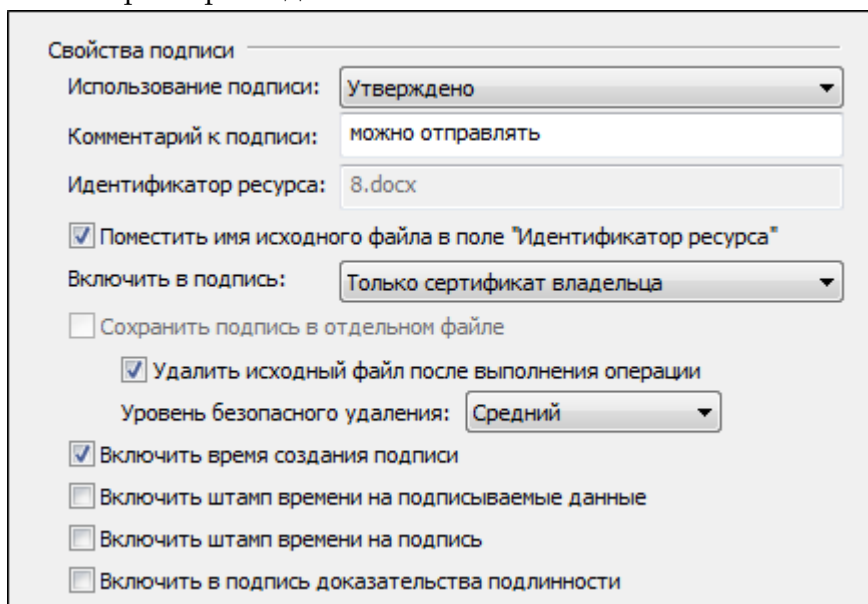 Свойства подписи
Использование подписи: Утверждено
Комментарий к подписи: можно отправлять
Идентификатор ресурса: 8.docx
Поместить имя исходного файла в поле "Идентификатор ресурса"
Включить в подпись: Только сертификат владельца
Сохранить подпись в отдельном файле
Удалить исходный файл после выполнения операции
Уровень безопасного удаления: Средний
Включить время создания подписи
Включить штамп времени на подписываемые данные
Включить штамп времени на подпись
Включить в подпись доказательства подлинности